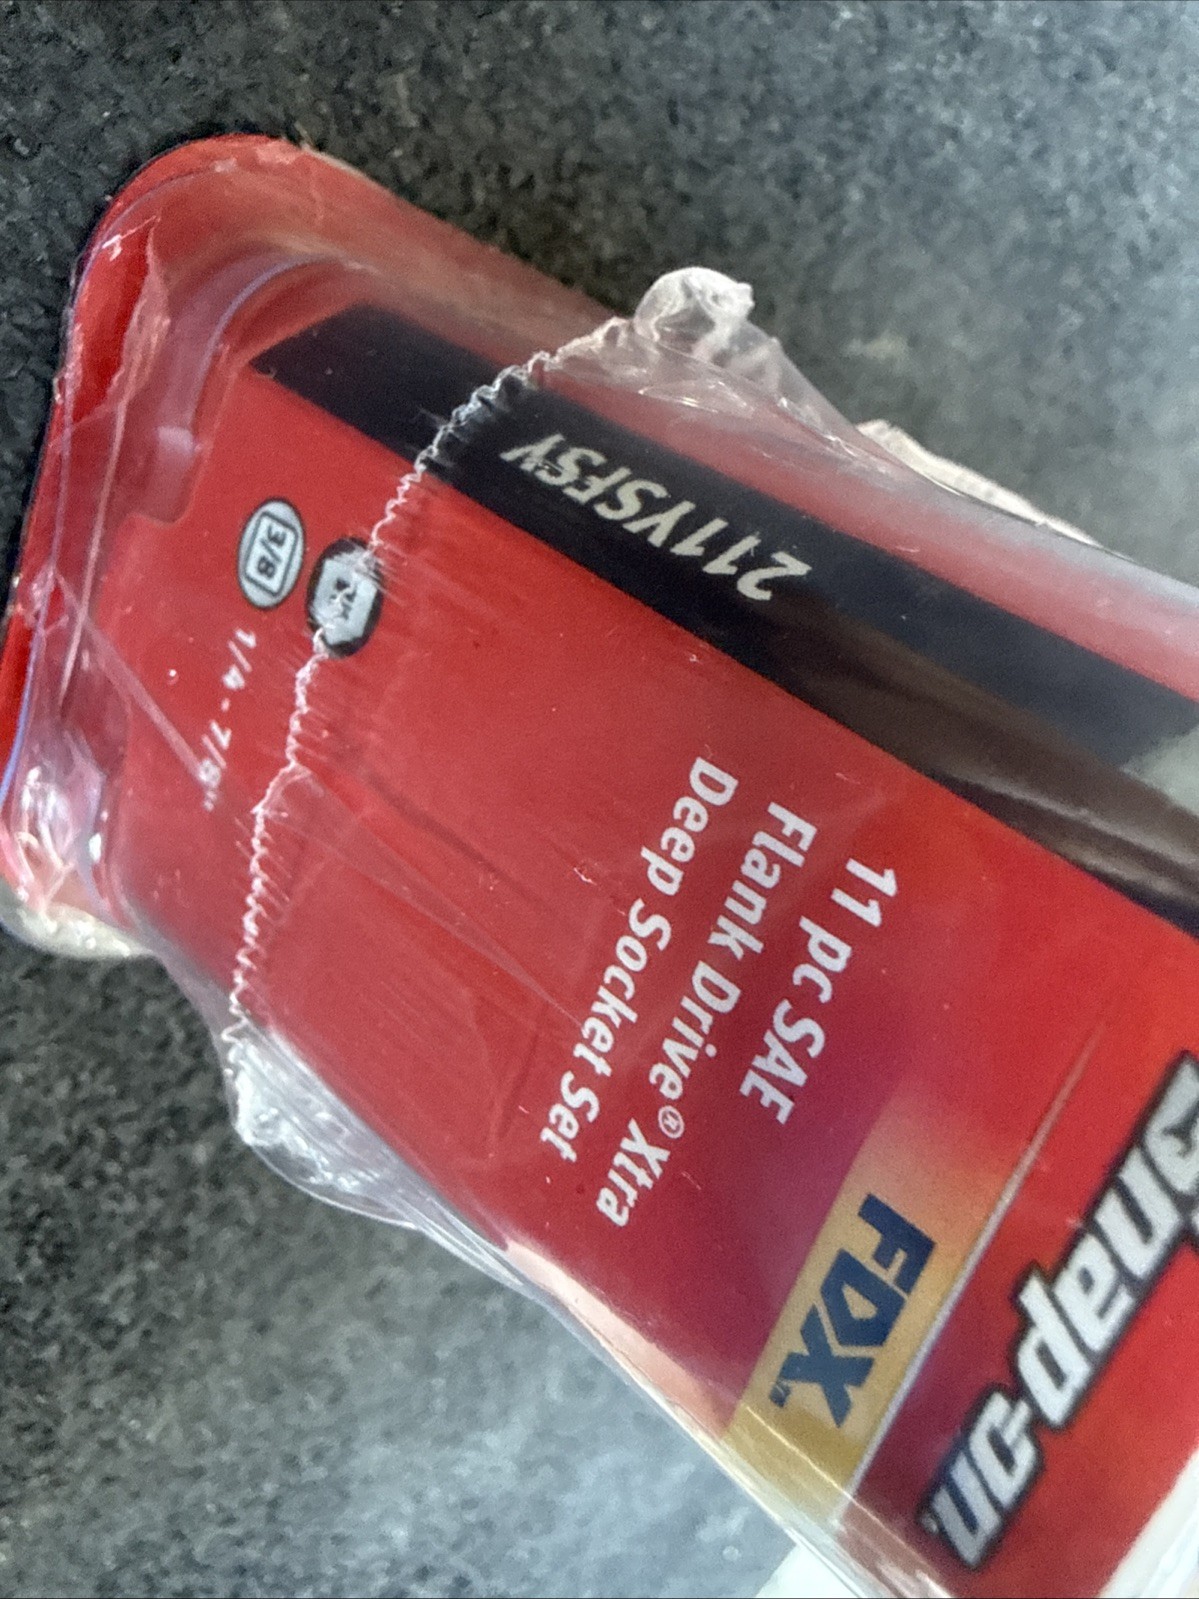 Snap-on
FDX
11 pc SAE
Flank Drive® Xtra
Deep Socket Set
211YSFSY
3/8
1/4 - 7/8"